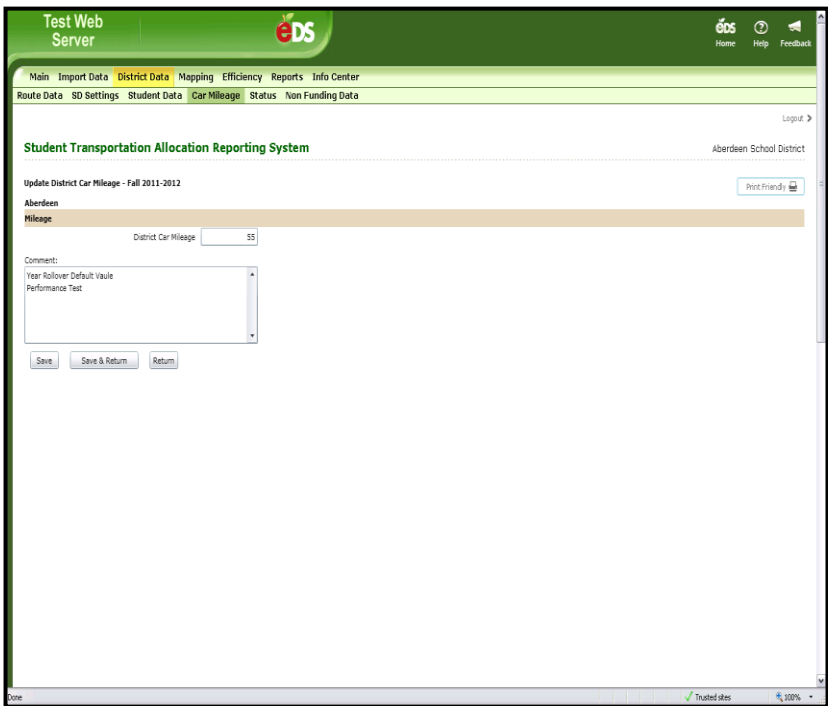 Test Web
Server
eDS
eDS
Home Help Feedback
Main Import Data District Data Mapping Efficiency Reports Info Center
Route Data SD Settings Student Data Car Mileage Status Non Funding Data
Logout
Student Transportation Allocation Reporting System
Aberdeen School District
Update District Car Mileage - Fall 2011-2012
Print Friendly
Aberdeen
Mileage
District Car Mileage 55
Comment:
Year Rollover Default Vaule
Performance Test
Save Save & Return Return
Done Trusted sites 100%